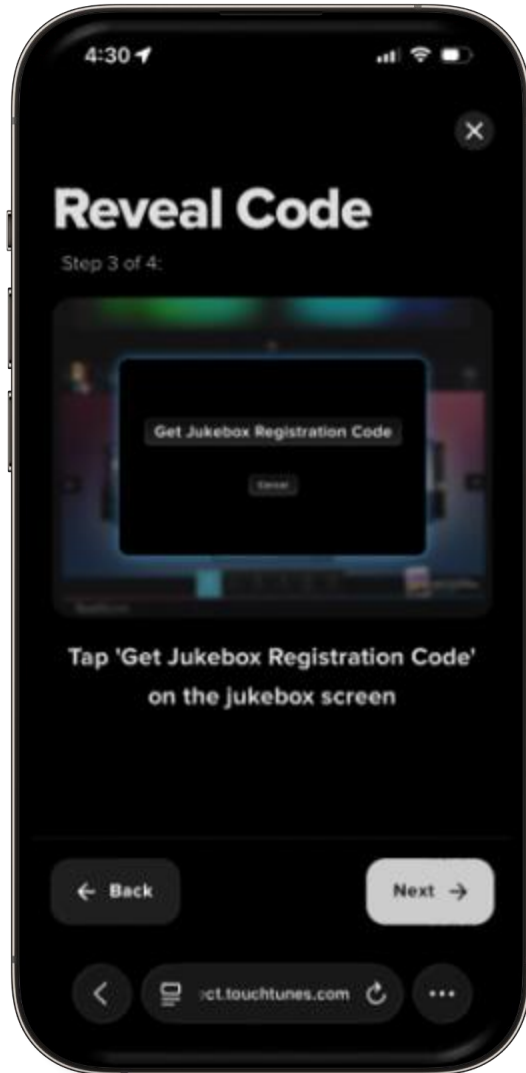 4:30
Reveal Code
Step 3 of 4:
Get Jukebox Registration Code
Cancel
Tap 'Get Jukebox Registration Code'
on the jukebox screen
← Back
Next →
ct.touchtunes.com